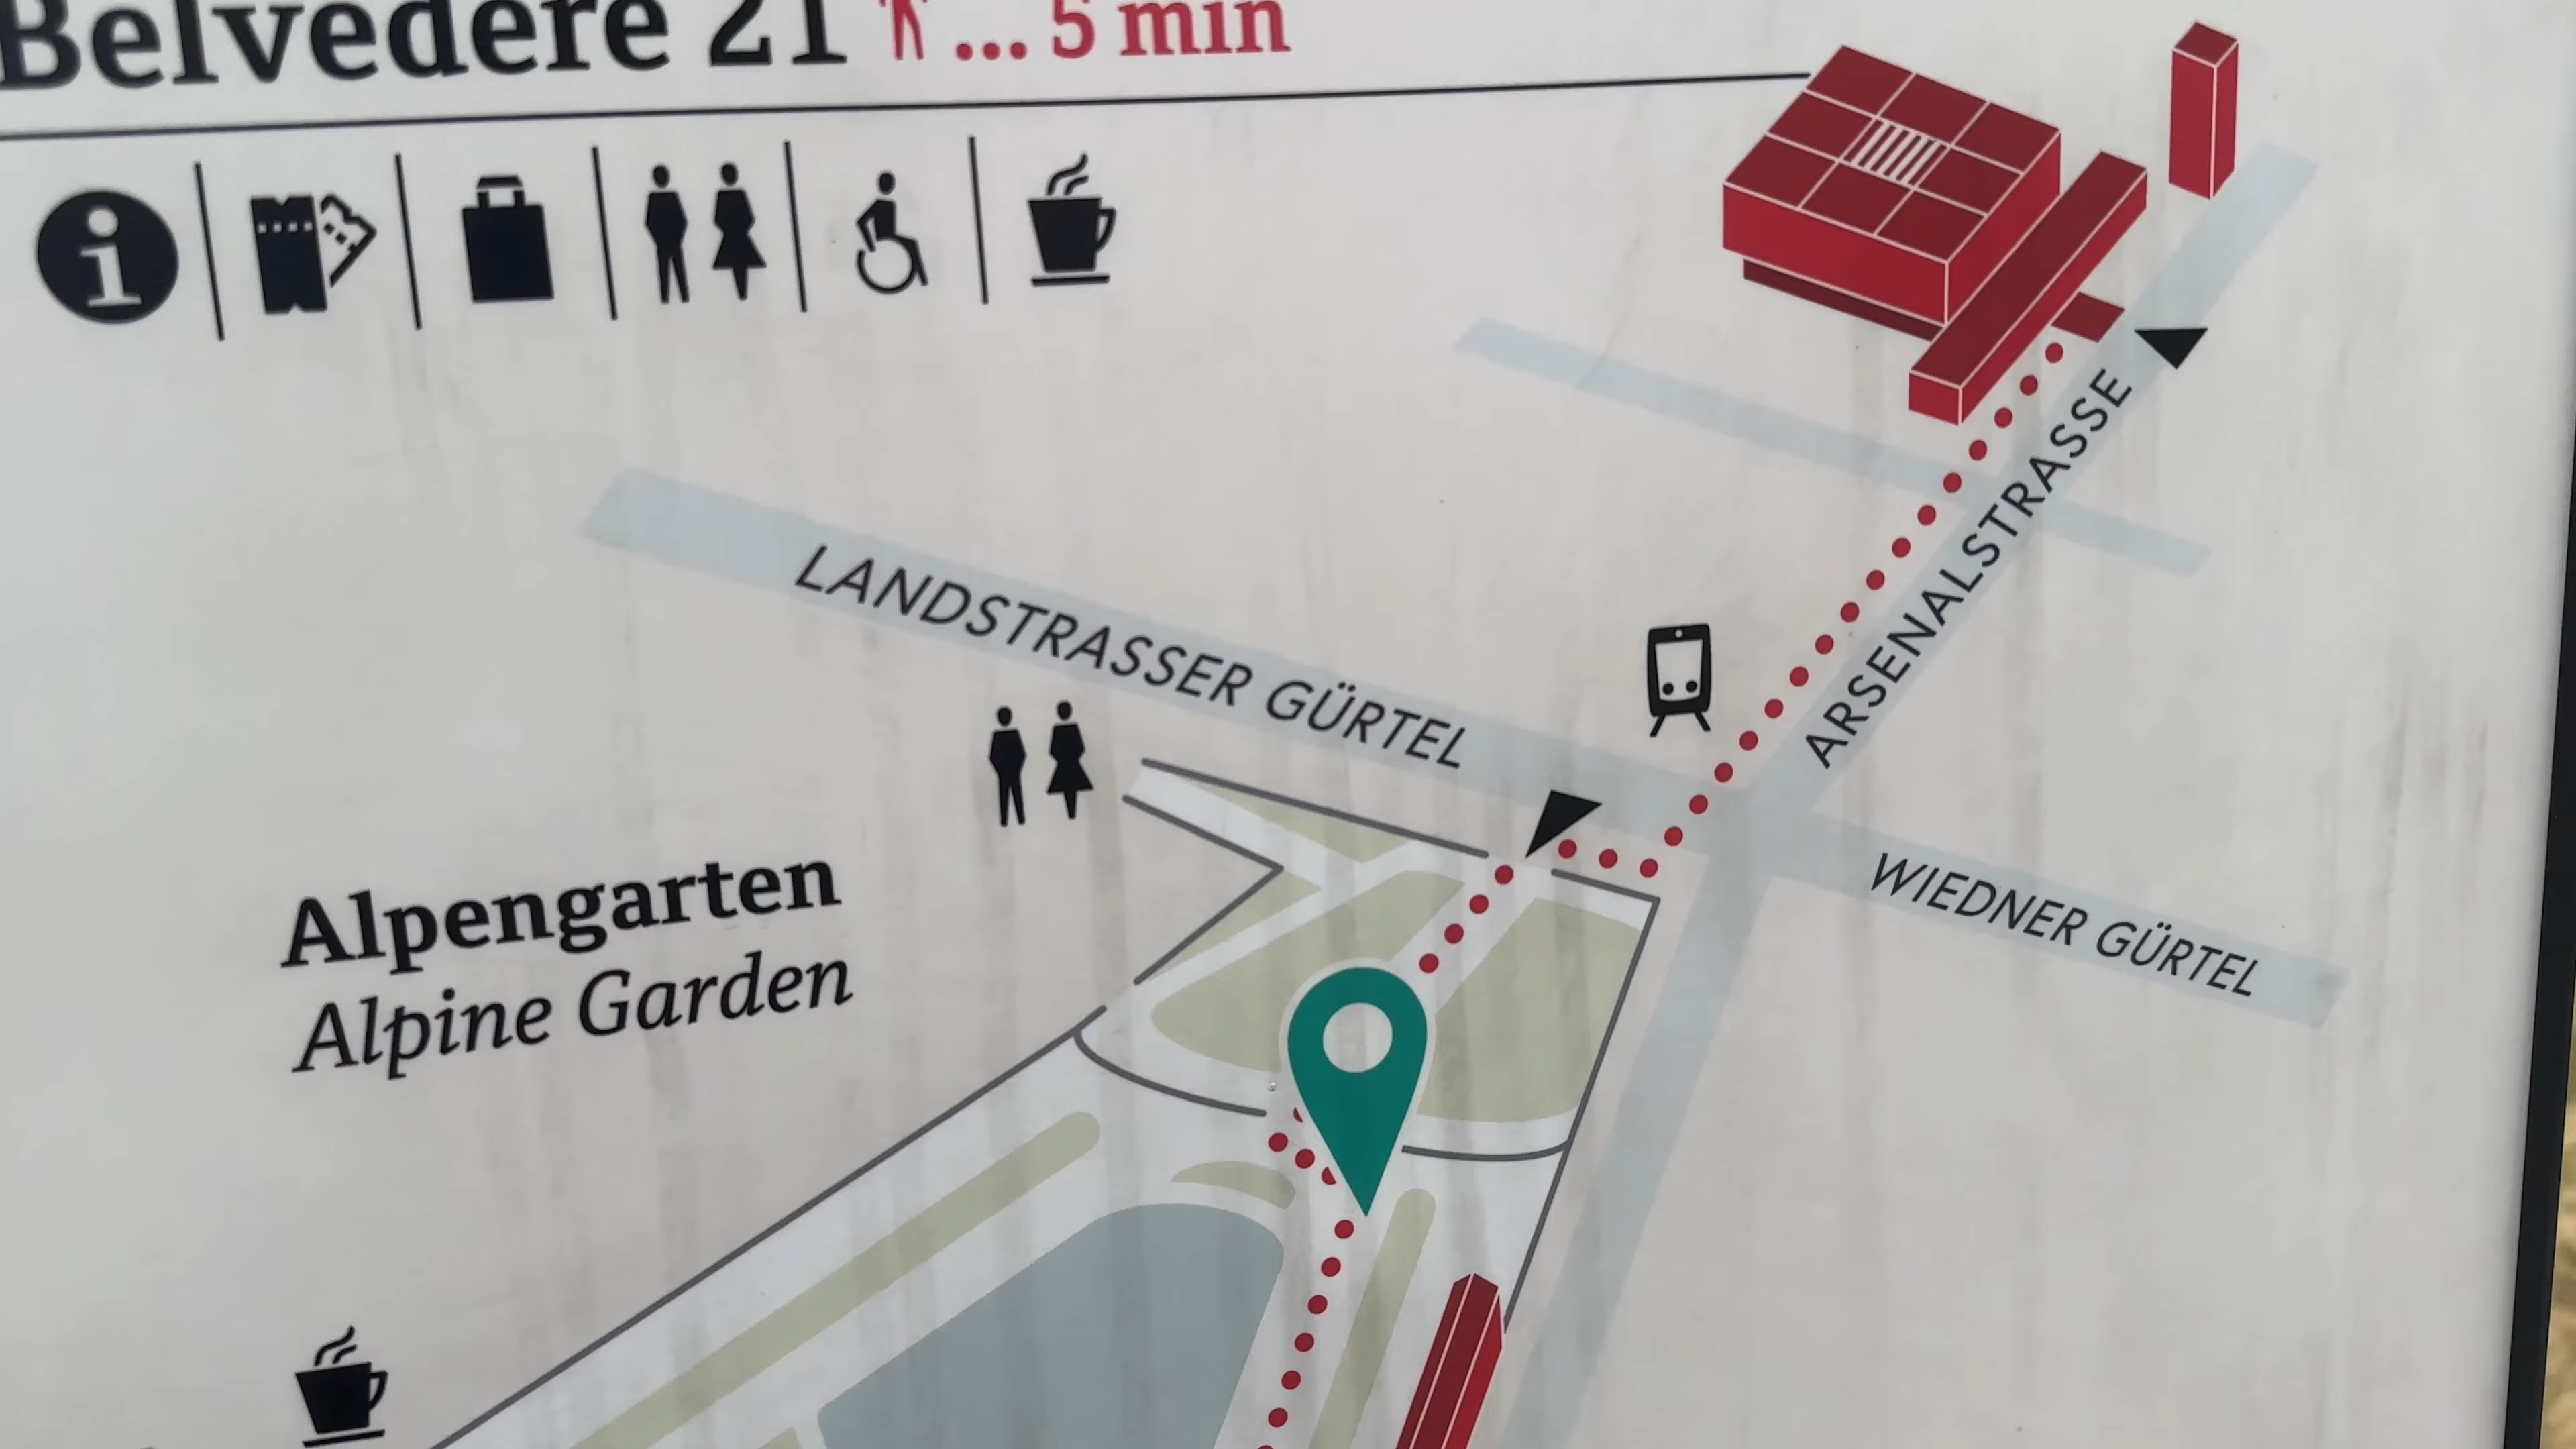 Belvedere 21 ... 5 min
i
LANDSTRASSER GÜRTEL
ARSENALSTRASSE
WIEDNER GÜRTEL
Alpengarten
Alpine Garden